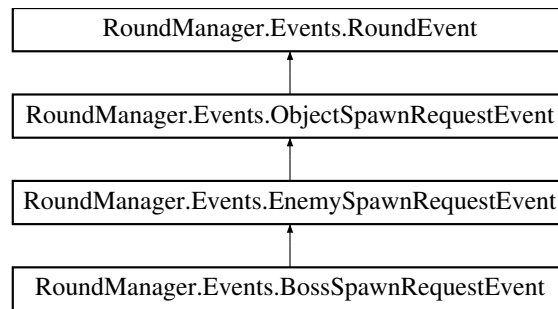 RoundManager.Events.RoundEvent
RoundManager.Events.ObjectSpawnRequestEvent
RoundManager.Events.EnemySpawnRequestEvent
RoundManager.Events.BossSpawnRequestEvent